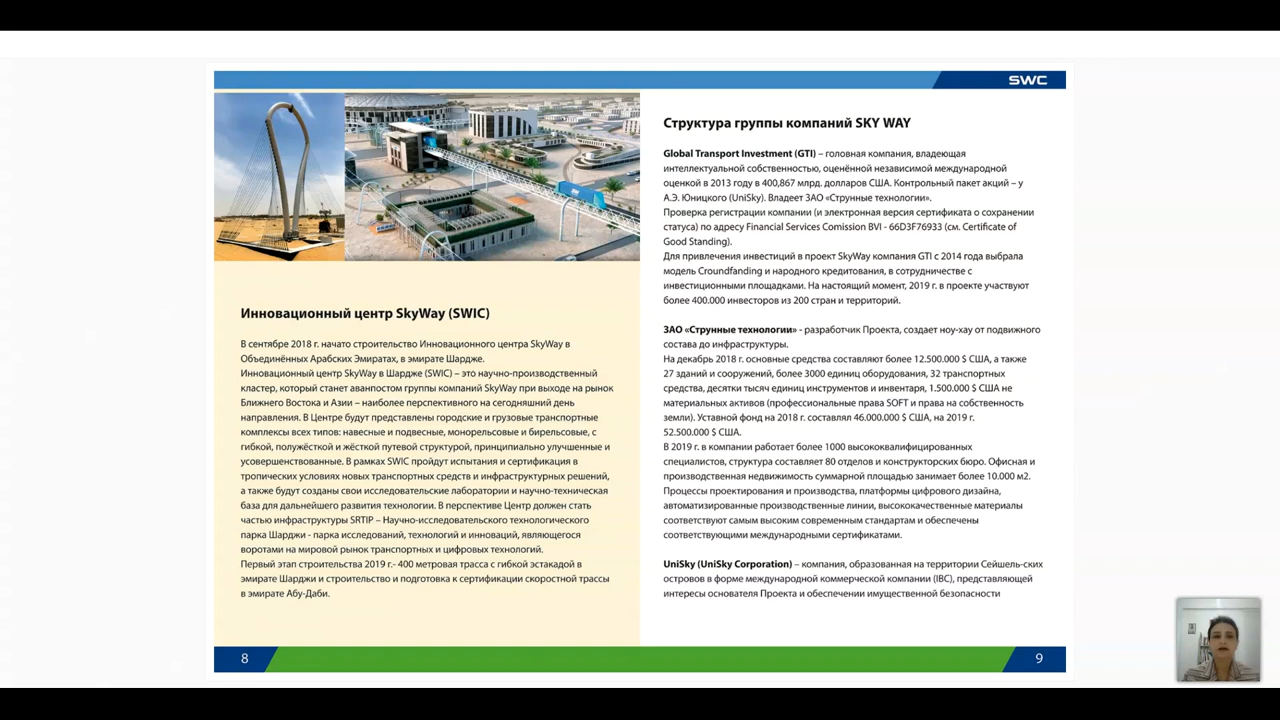 SWC
Инновационный центр SkyWay (SWIC)
В сентябре 2018 г. начато строительство Инновационного центра SkyWay в
Объединённых Арабских Эмиратах, в эмирате Шардже.
Инновационный центр SkyWay в Шардже (SWIC) – это научно-производственный
кластер, который станет аванпостом группы компаний SkyWay при выходе на рынок
Ближнего Востока и Азии – наиболее перспективного на сегодняшний день
направления. В Центре будут представлены городские и грузовые транспортные
комплексы всех типов: навесные и подвесные, монорельсовые и бирельсовые, с
гибкой, полужёсткой и жёсткой путевой структурой, принципиально улучшенные и
усовершенствованные. В рамках SWIC пройдут испытания и сертификация в
тропических условиях новых транспортных средств и инфраструктурных решений,
а также будут созданы свои исследовательские лаборатории и научно-техническая
база для дальнейшего развития технологии. В перспективе Центр должен стать
частью инфраструктуры SRTIP – Научно-исследовательского технологического
парка Шарджи - парка исследований, технологий и инноваций, являющегося
воротами на мировой рынок транспортных и цифровых технологий.
Первый этап строительства 2019 г.- 400 метровая трасса с гибкой эстакадой в
эмирате Шарджи и строительство и подготовка к сертификации скоростной трассы
в эмирате Абу-Даби.
8
Структура группы компаний SKY WAY
Global Transport Investment (GTI) – головная компания, владеющая
интеллектуальной собственностью, оценённой независимой международной
оценкой в 2013 году в 400,867 млрд. долларов США. Контрольный пакет акций – у
А.Э. Юницкого (UniSky). Владеет ЗАО «Струнные технологии».
Проверка регистрации компании (и электронная версия сертификата о сохранении
статуса) по адресу Financial Services Comission BVI - 66D3F76933 (см. Certificate of
Good Standing).
Для привлечения инвестиций в проект SkyWay компания GTI с 2014 года выбрала
модель Croundfanding и народного кредитования, в сотрудничестве с
инвестиционными площадками. На настоящий момент, 2019 г. в проекте участвуют
более 400.000 инвесторов из 200 стран и территорий.
ЗАО «Струнные технологии» - разработчик Проекта, создает ноу-хау от подвижного
состава до инфраструктуры.
На декабрь 2018 г. основные средства составляют более 12.500.000 $ США, а также
27 зданий и сооружений, более 3000 единиц оборудования, 32 транспортных
средства, десятки тысяч единиц инструментов и инвентаря, 1.500.000 $ США не
материальных активов (профессиональные права SOFT и права на собственность
земли). Уставной фонд на 2018 г. составлял 46.000.000 $ США, на 2019 г.
52.500.000 $ США.
В 2019 г. в компании работает более 1000 высококвалифицированных
специалистов, структура составляет 80 отделов и конструкторских бюро. Офисная и
производственная недвижимость суммарной площадью занимает более 10.000 м2.
Процессы проектирования и производства, платформы цифрового дизайна,
автоматизированные производственные линии, высококачественные материалы
соответствуют самым высоким современным стандартам и обеспечены
соответствующими международными сертификатами.
UniSky (UniSky Corporation) – компания, образованная на территории Сейшель-ских
островов в форме международной коммерческой компании (IBC), представляющей
интересы основателя Проекта и обеспечении имущественной безопасности
9